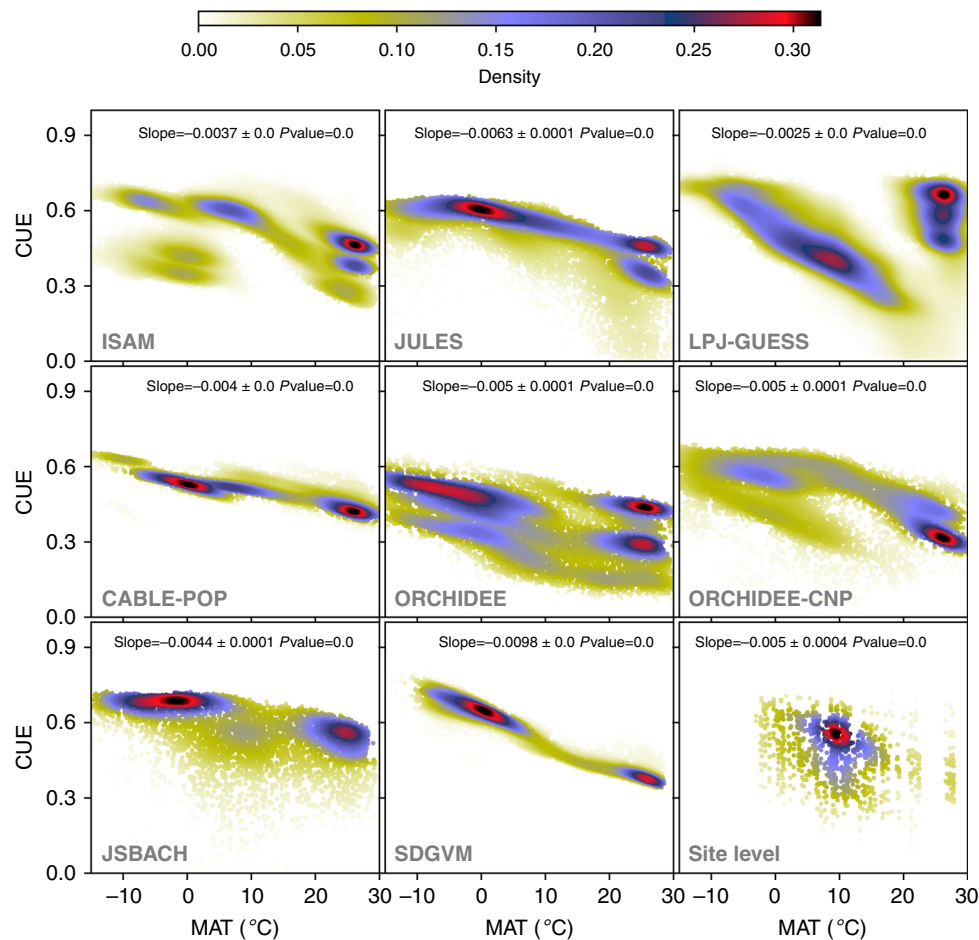 0.00 0.05 0.10 0.15 0.20 0.25 0.30
Density
Slope=−0.0037 ± 0.0 Pvalue=0.0
Slope=−0.0063 ± 0.0001 Pvalue=0.0
Slope=−0.0025 ± 0.0 Pvalue=0.0
0.9
0.6
0.3
0.0
CUE
ISAM
JULES
LPJ-GUESS
Slope=−0.004 ± 0.0 Pvalue=0.0
Slope=−0.005 ± 0.0001 Pvalue=0.0
Slope=−0.005 ± 0.0001 Pvalue=0.0
0.9
0.6
0.3
0.0
CUE
CABLE-POP
ORCHIDEE
ORCHIDEE-CNP
Slope=−0.0044 ± 0.0001 Pvalue=0.0
Slope=−0.0098 ± 0.0 Pvalue=0.0
Slope=−0.005 ± 0.0004 Pvalue=0.0
0.9
0.6
0.3
0.0
CUE
JSBACH
SDGVM
Site level
−10 0 10 20 30
−10 0 10 20 30
−10 0 10 20 30
MAT (°C)
MAT (°C)
MAT (°C)